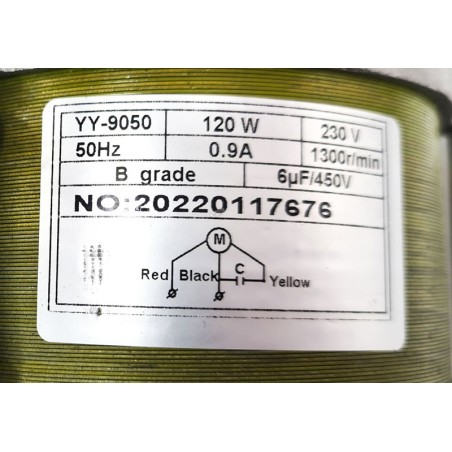 YY-9050 120 W 230 V
50Hz 0.9A 1300r/min
B grade 6µF/450V
NO:20220117676
M
Red Black C Yellow